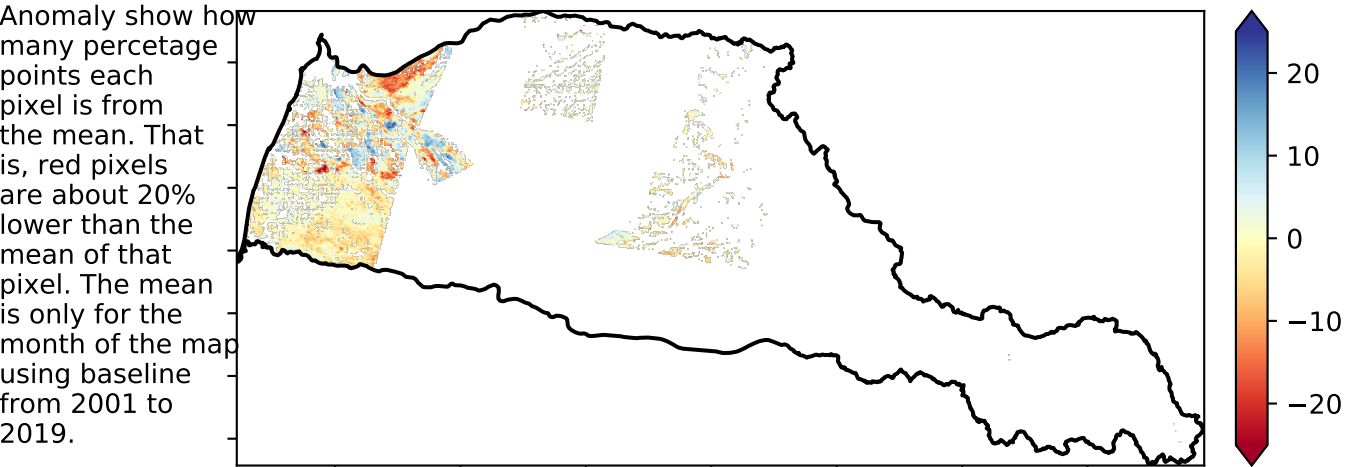 Anomaly show how
many percetage
points each
pixel is from
the mean. That
is, red pixels
are about 20%
lower than the
mean of that
pixel. The mean
is only for the
month of the map
using baseline
from 2001 to
2019.
20
10
0
−10
−20